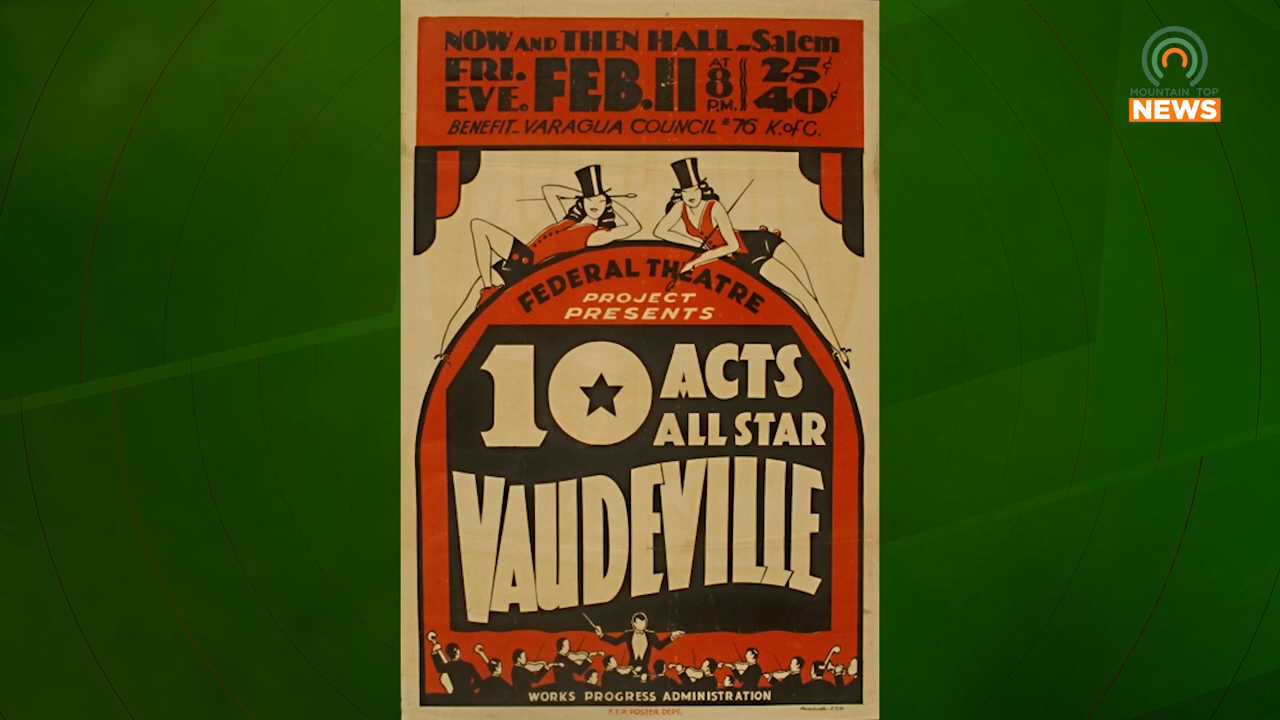 NOW AND THEN HALL - Salem
FRI. EVE. FEB. 11 AT 8 P.M. 25¢ 40¢
BENEFIT - VARAGUA COUNCIL #76 K. of C.
MOUNTAIN TOP
NEWS
FEDERAL THEATRE
PROJECT
PRESENTS
10 ACTS
ALL STAR
VAUDEVILLE
WORKS PROGRESS ADMINISTRATION
F.T.P. POSTER DEPT.